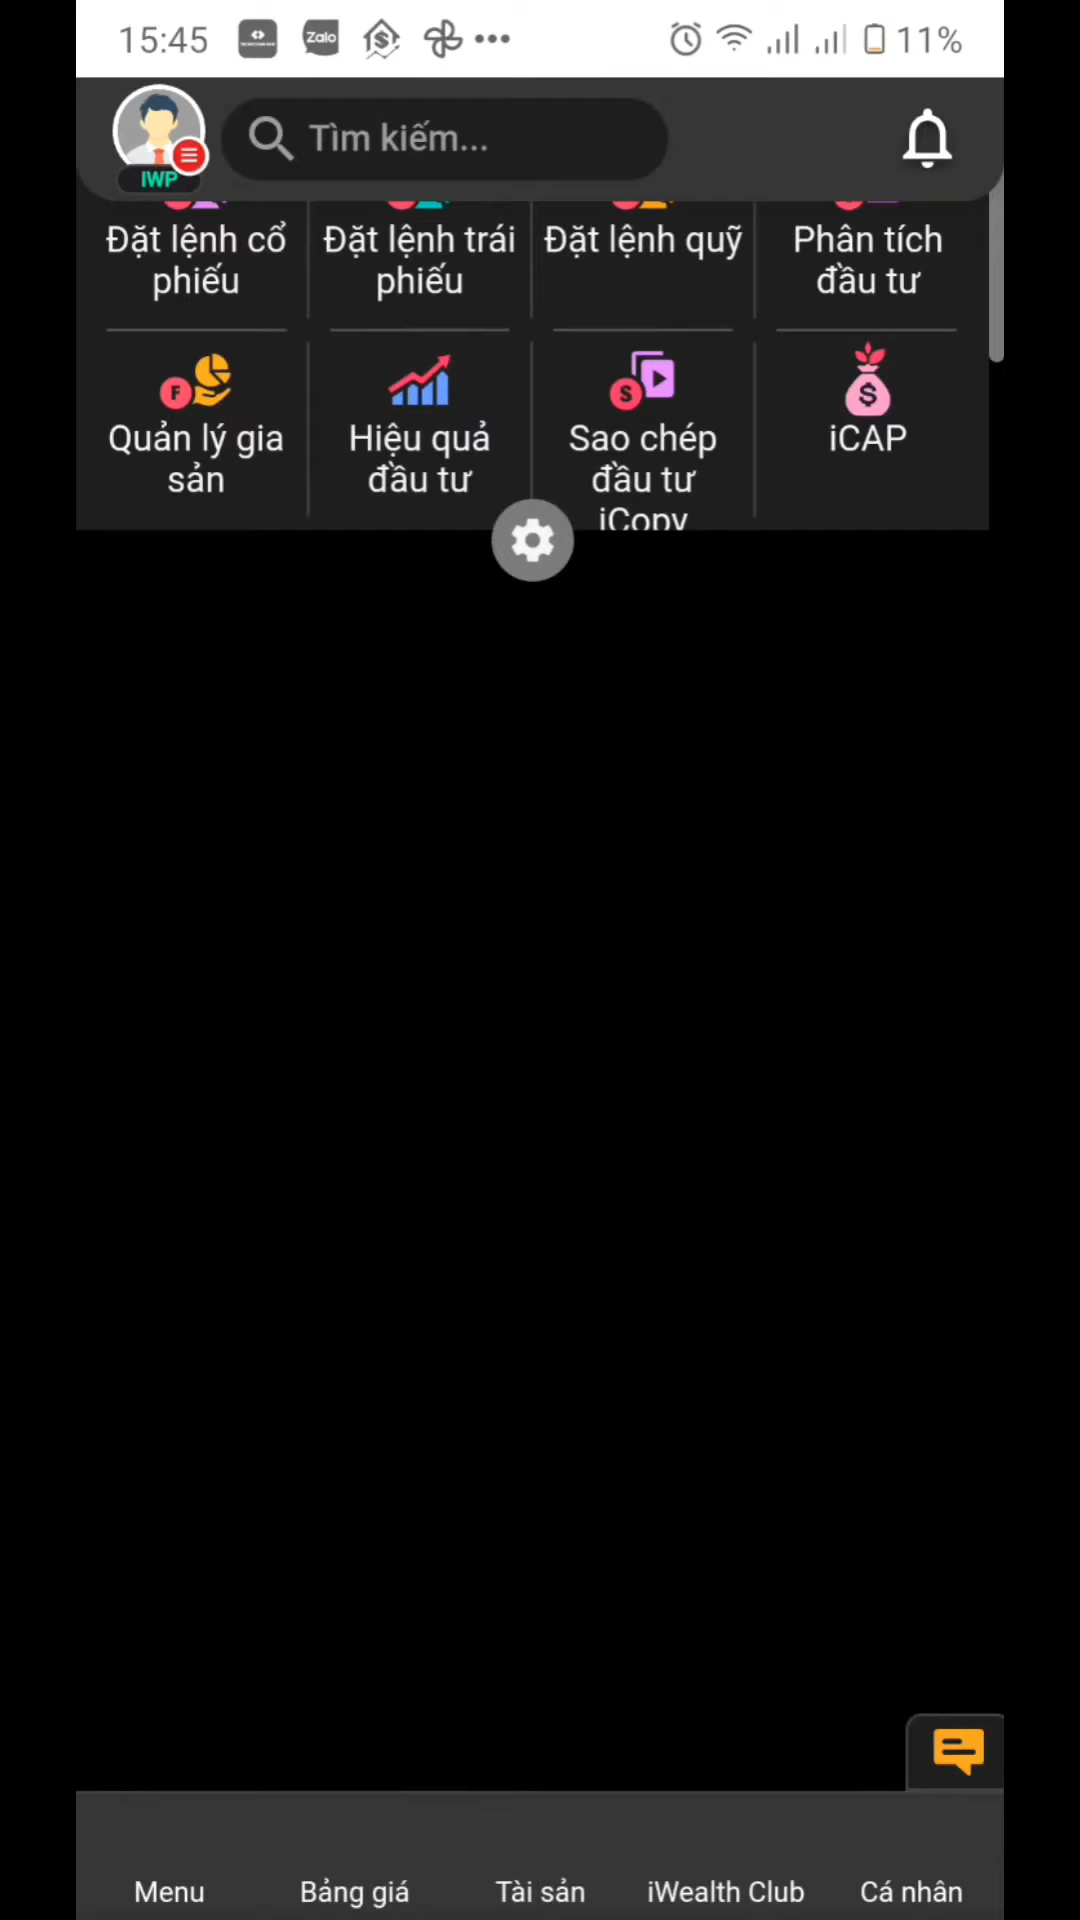 15:45 Zalo 11%
IWP
Tìm kiếm...
Đặt lệnh cổ phiếu
Đặt lệnh trái phiếu
Đặt lệnh quỹ
Phân tích đầu tư
F
Quản lý gia sản
Hiệu quả đầu tư
S
Sao chép đầu tư iCopy
$
iCAP
Menu
Bảng giá
Tài sản
iWealth Club
Cá nhân